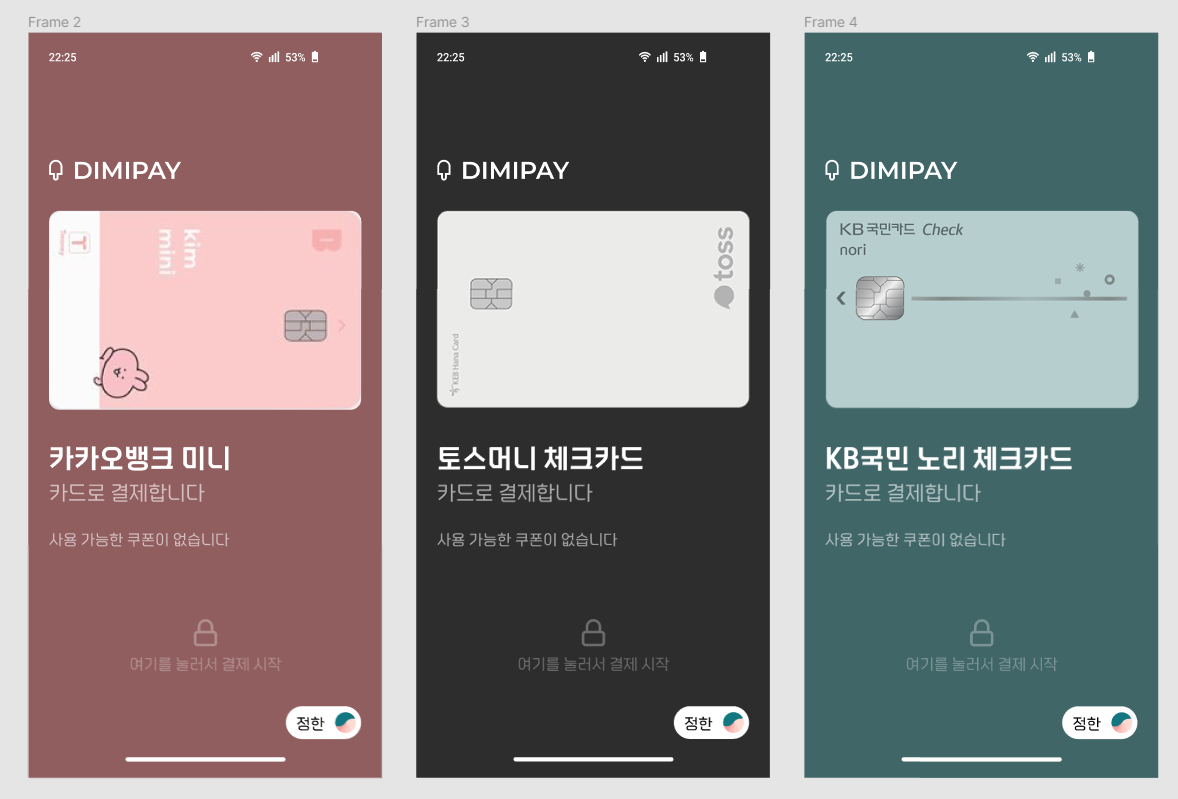 Frame 2
22:25
53%
DIMIPAY
T
Tmoney
kim
mini
B
카카오뱅크 미니
카드로 결제합니다
사용 가능한 쿠폰이 없습니다
여기를 눌러서 결제 시작
정한
Frame 3
22:25
53%
DIMIPAY
toss
KEB Hana Card
토스머니 체크카드
카드로 결제합니다
사용 가능한 쿠폰이 없습니다
여기를 눌러서 결제 시작
정한
Frame 4
22:25
53%
DIMIPAY
KB국민카드 Check
nori
KB국민 노리 체크카드
카드로 결제합니다
사용 가능한 쿠폰이 없습니다
여기를 눌러서 결제 시작
정한